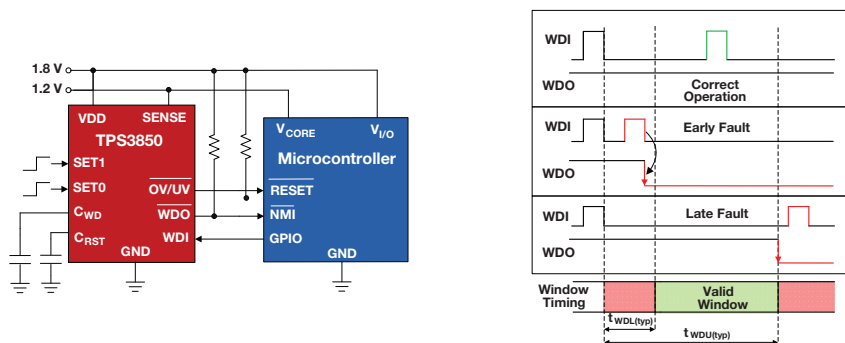 1.8 V
1.2 V
VDD
SENSE
TPS3850
SET1
SET0
CWD
CRST
OV/UV
WDO
WDI
GND
VCORE
VI/O
Microcontroller
RESET
NMI
GPIO
GND
WDI
WDO
Correct
Operation
WDI
Early Fault
WDO
WDI
Late Fault
WDO
Window
Timing
Valid
Window
tWDL(typ)
tWDU(typ)